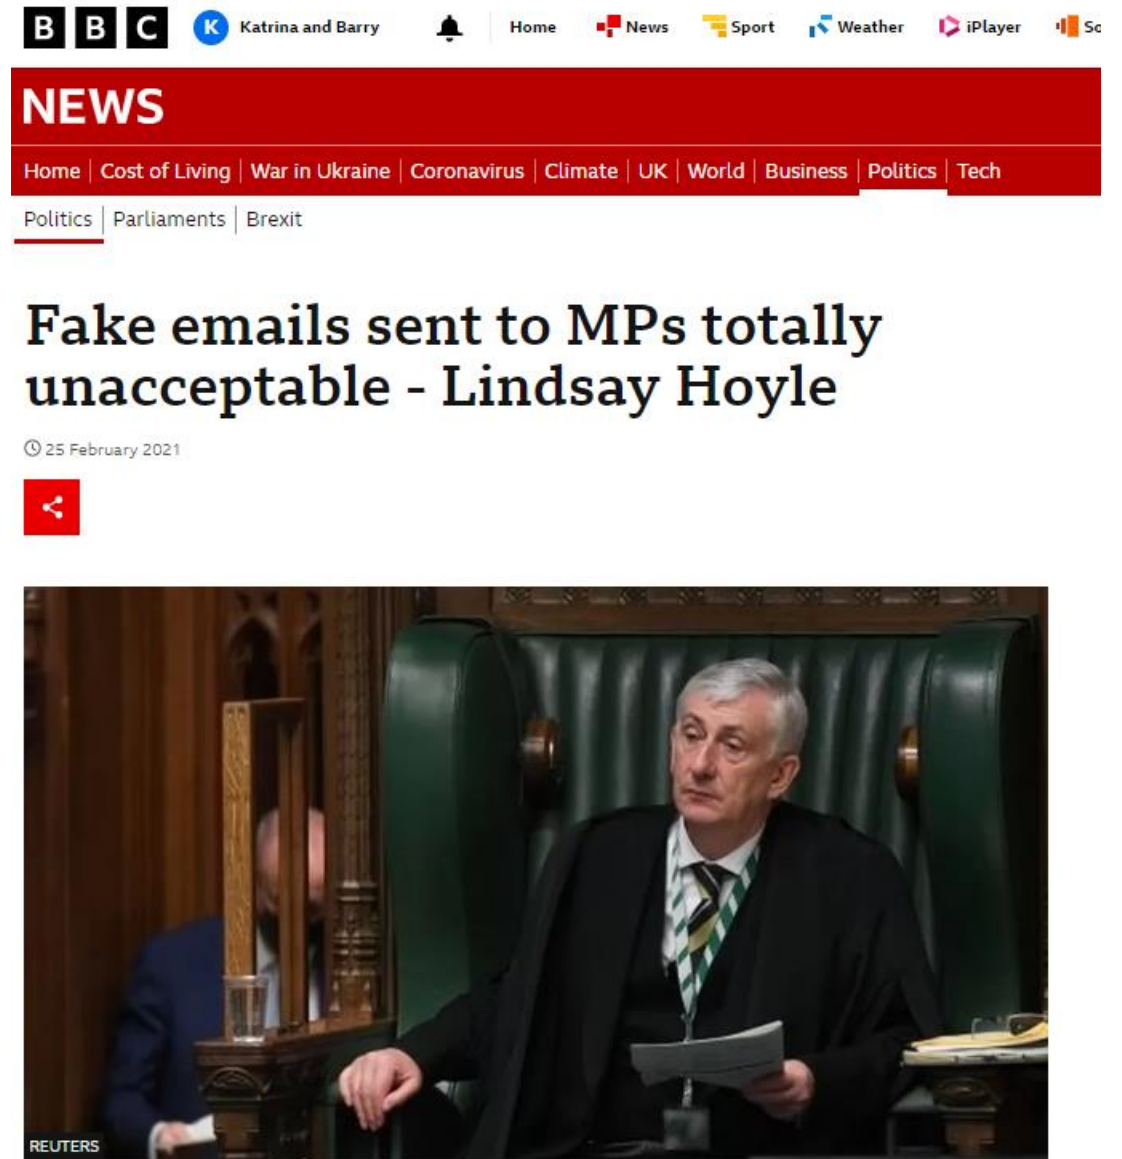 BBC K Katrina and Barry Home News Sport Weather iPlayer So
NEWS
Home Cost of Living War in Ukraine Coronavirus Climate UK World Business Politics Tech
Politics Parliaments Brexit
Fake emails sent to MPs totally
unacceptable - Lindsay Hoyle
25 February 2021
REUTERS